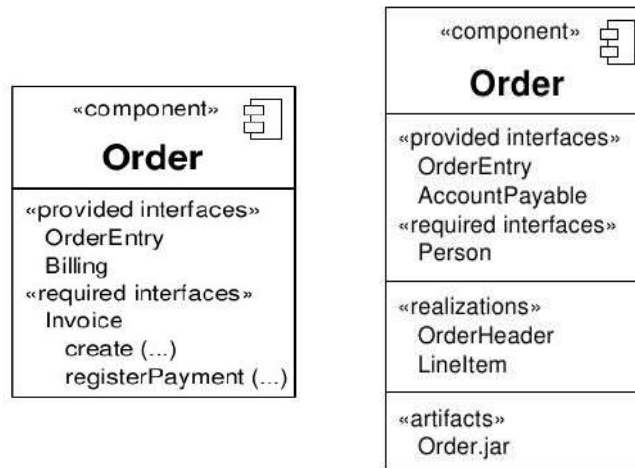 «component»
Order
«provided interfaces»
OrderEntry
Billing
«required interfaces»
Invoice
create (...)
registerPayment (...)
«component»
Order
«provided interfaces»
OrderEntry
AccountPayable
«required interfaces»
Person
«realizations»
OrderHeader
LineItem
«artifacts»
Order.jar